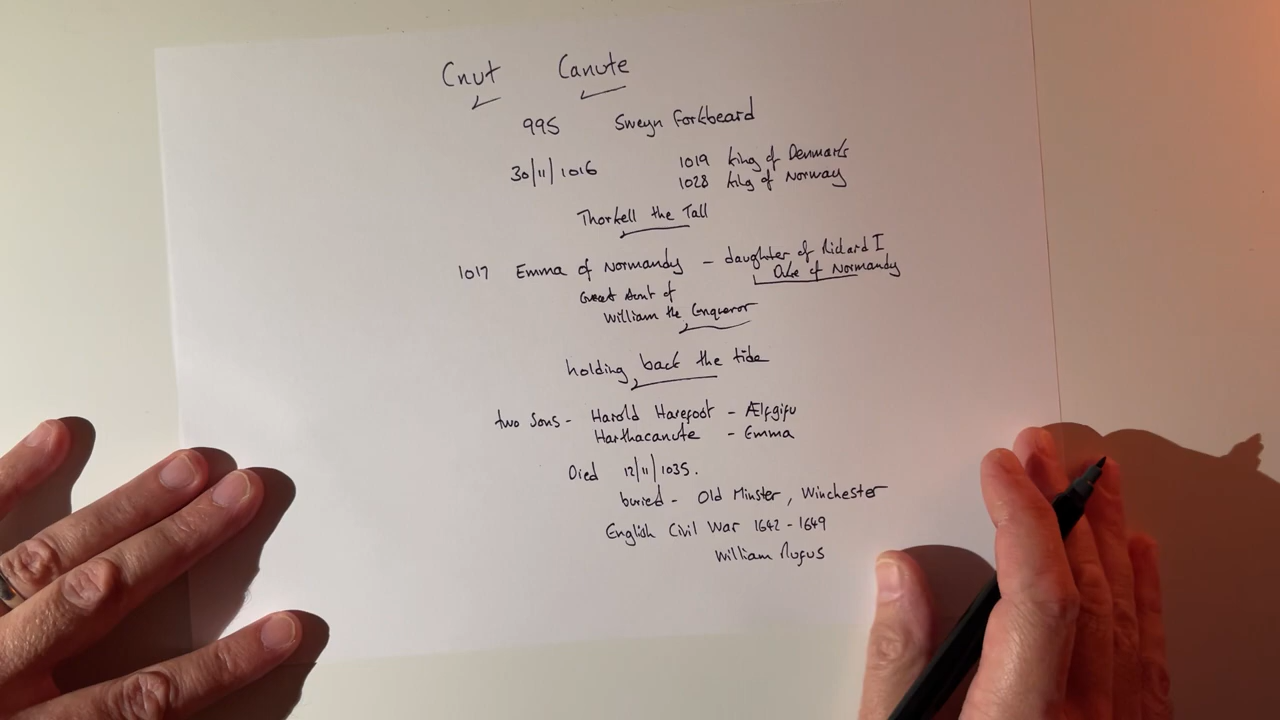 Cnut Canute
995 Sweyn Forkbeard
30/11/1016 1019 King of Denmark
1028 King of Norway
Thorkell the Tall
1017 Emma of Normandy - daughter of Richard I
Duke of Normandy
Great Aunt of
William the Conqueror
holding back the tide
two sons - Harold Harefoot - Ælfgifu
Harthacanute - Emma
Died 12/11/1035.
buried - Old Minster, Winchester
English Civil War 1642 - 1649
William Rufus